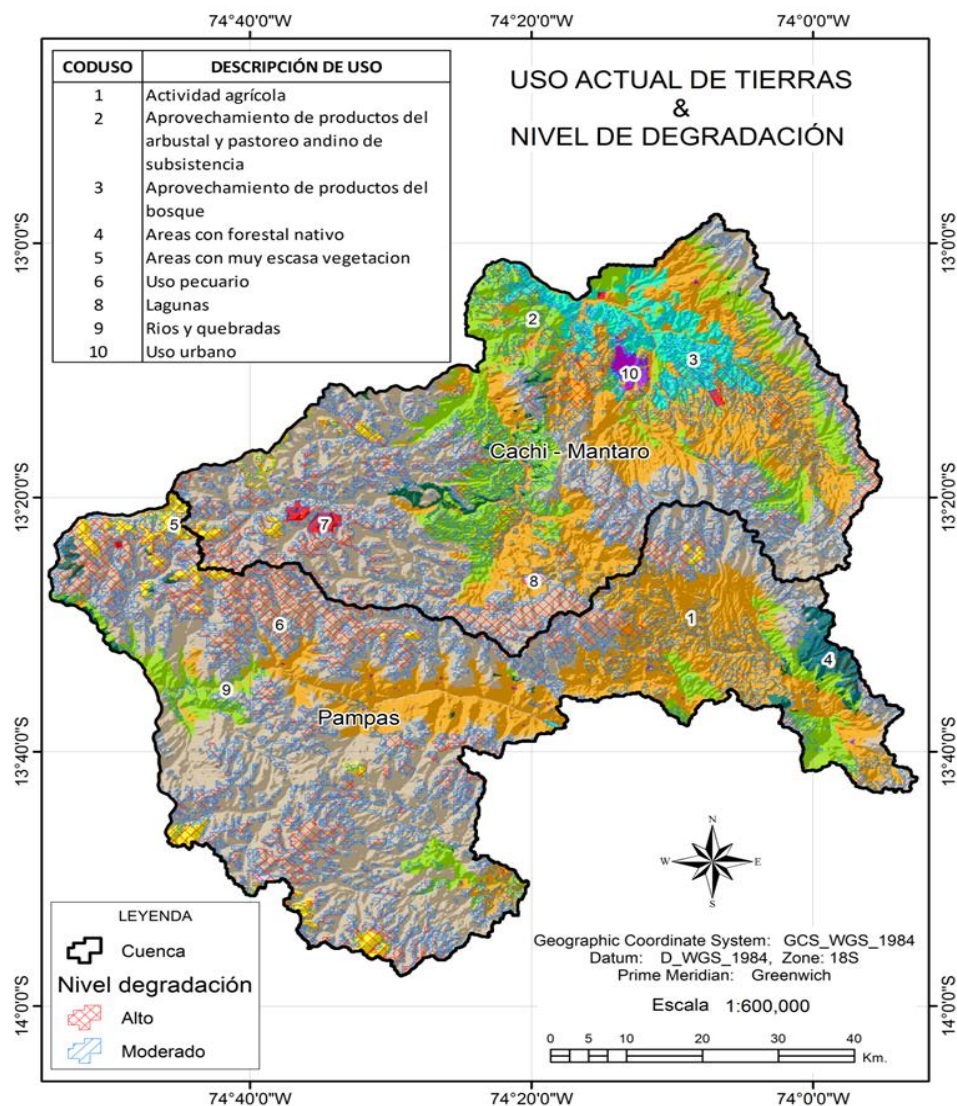 74°40'0"W 74°20'0"W 74°0'0"W
CODUSO DESCRIPCIÓN DE USO
1 Actividad agrícola
2 Aprovechamiento de productos del
arbustal y pastoreo andino de
subsistencia
3 Aprovechamiento de productos del
bosque
4 Areas con forestal nativo
5 Areas con muy escasa vegetacion
6 Uso pecuario
8 Lagunas
9 Rios y quebradas
10 Uso urbano
USO ACTUAL DE TIERRAS
&
NIVEL DE DEGRADACIÓN
13°0'0"S 13°0'0"S
2
3
10
Cachi - Mantaro
13°20'0"S 13°20'0"S
5
7
8
6
1
4
9
Pampas
13°40'0"S 13°40'0"S
N
W E
S
LEYENDA
Cuenca
Nivel degradación
Alto
Moderado
Geographic Coordinate System: GCS_WGS_1984
Datum: D_WGS_1984, Zone: 18S
Prime Meridian: Greenwich
Escala 1:600,000
0 5 10 20 30 40
Km.
14°0'0"S 14°0'0"S
74°40'0"W 74°20'0"W 74°0'0"W